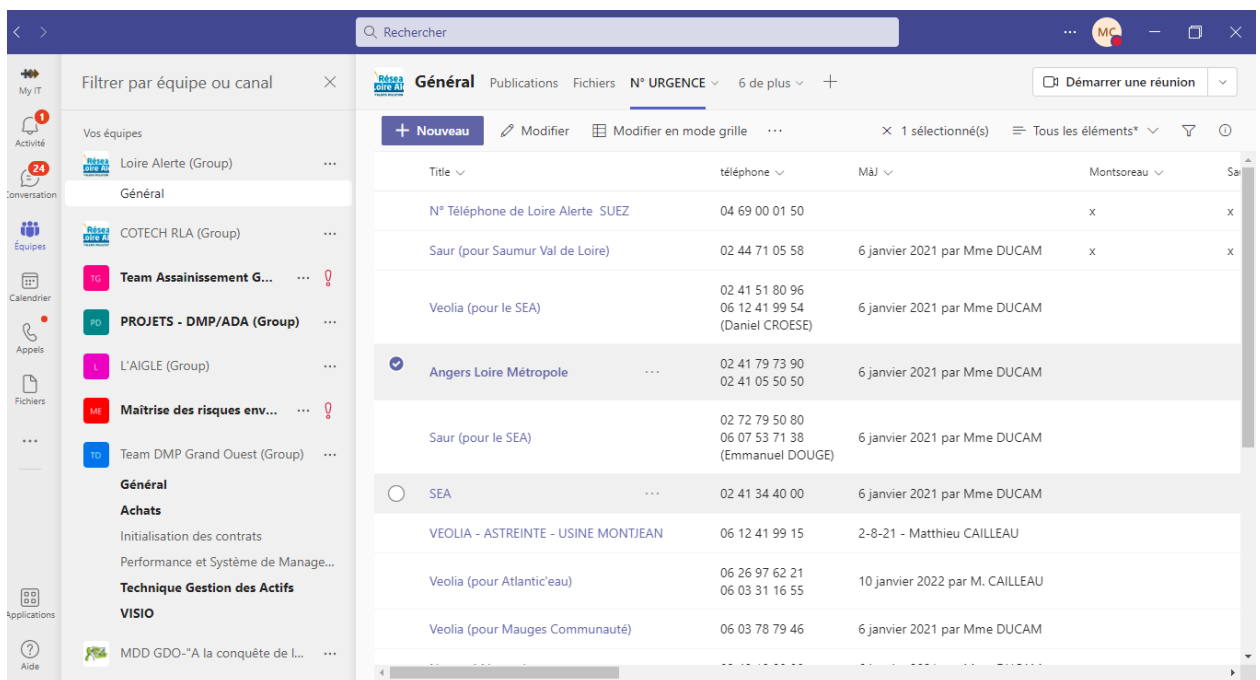 Rechercher
MC
My IT
Activité
1
Conversation
24
Équipes
Calendrier
Appels
Fichiers
Applications
Aide
Filtrer par équipe ou canal
Vos équipes
Loire Alerte (Group)
Général
COTECH RLA (Group)
TG Team Assainissement G...
PD PROJETS - DMP/ADA (Group)
L L'AIGLE (Group)
ME Maîtrise des risques env...
TD Team DMP Grand Ouest (Group)
Général
Achats
Initialisation des contrats
Performance et Système de Manage...
Technique Gestion des Actifs
VISIO
MDD GDO-"A la conquête de l...
Général Publications Fichiers N° URGENCE 6 de plus
Démarrer une réunion
Nouveau Modifier Modifier en mode grille ... 1 sélectionné(s) Tous les éléments*
Title téléphone MàJ Montsoreau Sau
N° Téléphone de Loire Alerte SUEZ 04 69 00 01 50 x x
Saur (pour Saumur Val de Loire) 02 44 71 05 58 6 janvier 2021 par Mme DUCAM x x
02 41 51 80 96
Veolia (pour le SEA) 06 12 41 99 54 6 janvier 2021 par Mme DUCAM
(Daniel CROESE)
02 41 79 73 90
Angers Loire Métropole ... 6 janvier 2021 par Mme DUCAM
02 41 05 50 50
02 72 79 50 80
Saur (pour le SEA) 06 07 53 71 38 6 janvier 2021 par Mme DUCAM
(Emmanuel DOUGE)
SEA ... 02 41 34 40 00 6 janvier 2021 par Mme DUCAM
VEOLIA - ASTREINTE - USINE MONTJEAN 06 12 41 99 15 2-8-21 - Matthieu CAILLEAU
06 26 97 62 21
Veolia (pour Atlantic'eau) 10 janvier 2022 par M. CAILLEAU
06 03 31 16 55
Veolia (pour Mauges Communauté) 06 03 78 79 46 6 janvier 2021 par Mme DUCAM